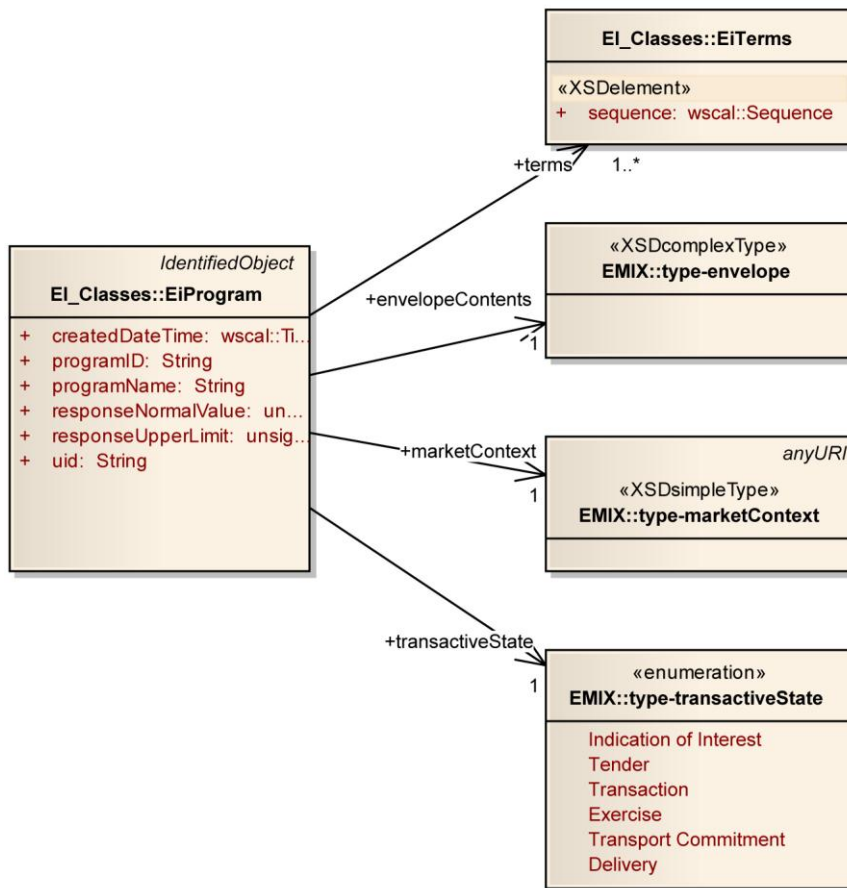 EI_Classes::EiTerms
«XSDelement»
+ sequence: wscal::Sequence
+terms
1..*
IdentifiedObject
EI_Classes::EiProgram
+ createdDateTime: wscal::Ti...
+ programID: String
+ programName: String
+ responseNormalValue: un...
+ responseUpperLimit: unsig...
+ uid: String
«XSDcomplexType»
EMIX::type-envelope
+envelopeContents
1
anyURI
«XSDsimpleType»
EMIX::type-marketContext
+marketContext
1
+transactiveState
1
«enumeration»
EMIX::type-transactiveState
Indication of Interest
Tender
Transaction
Exercise
Transport Commitment
Delivery